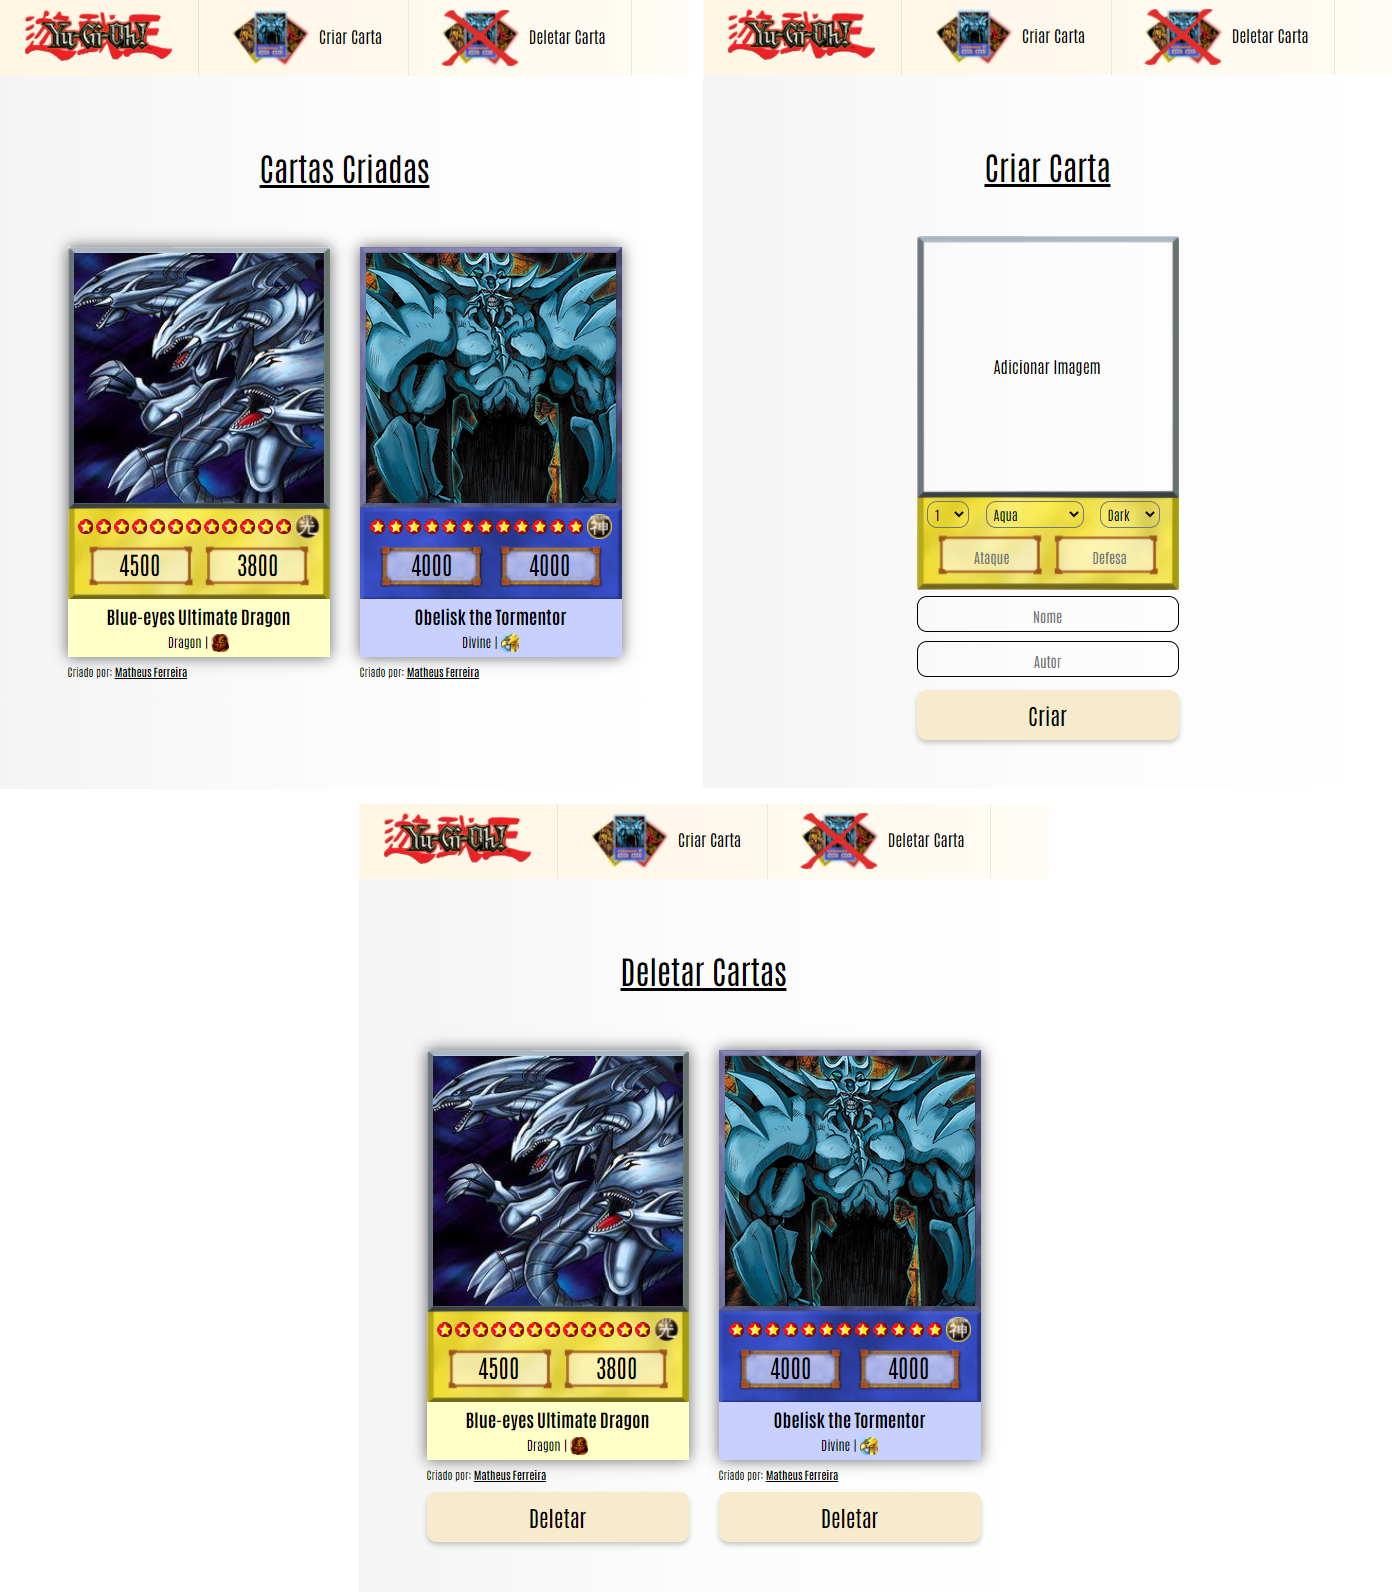 Yu-Gi-Oh!
Criar Carta
Deletar Carta
Cartas Criadas
光
4500
3800
Blue-eyes Ultimate Dragon
Dragon |
Criado por: Matheus Ferreira
神
4000
4000
Obelisk the Tormentor
Divine |
Criado por: Matheus Ferreira
Yu-Gi-Oh!
Criar Carta
Deletar Carta
Criar Carta
Adicionar Imagem
1
Aqua
Dark
Ataque
Defesa
Nome
Autor
Criar
Yu-Gi-Oh!
Criar Carta
Deletar Carta
Deletar Cartas
光
4500
3800
Blue-eyes Ultimate Dragon
Dragon |
Criado por: Matheus Ferreira
Deletar
神
4000
4000
Obelisk the Tormentor
Divine |
Criado por: Matheus Ferreira
Deletar